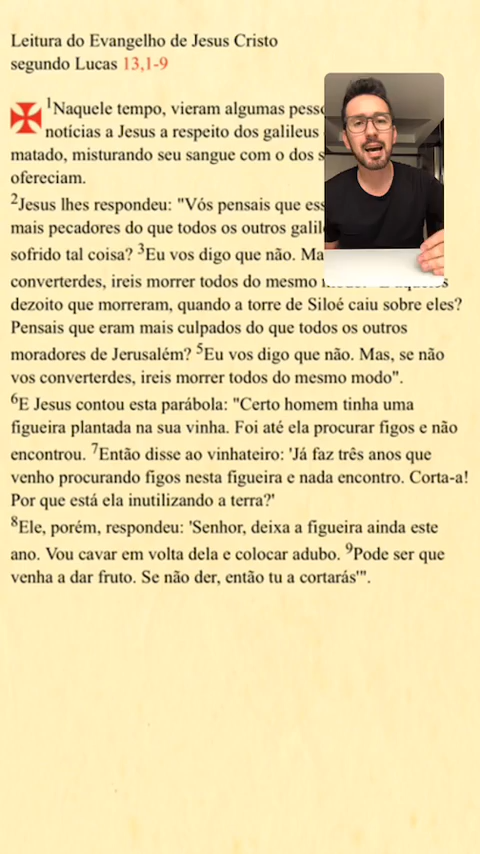 Leitura do Evangelho de Jesus Cristo
segundo Lucas 13,1-9
1Naquele tempo, vieram algumas
notícias a Jesus a respeito dos galileus
matado, misturando seu sangue com o dos
ofereciam.
2Jesus lhes respondeu: "Vós pensais que
mais pecadores do que todos os outros
sofrido tal coisa? 3Eu vos digo que não.
converterdes, ireis morrer todos do mesmo
dezoito que morreram, quando a torre de Siloé caiu sobre eles?
Pensais que eram mais culpados do que todos os outros
moradores de Jerusalém? 5Eu vos digo que não. Mas, se não
vos converterdes, ireis morrer todos do mesmo modo".
6E Jesus contou esta parábola: "Certo homem tinha uma
figueira plantada na sua vinha. Foi até ela procurar figos e não
encontrou. 7Então disse ao vinhateiro: 'Já faz três anos que
venho procurando figos nesta figueira e nada encontro. Corta-a!
Por que está ela inutilizando a terra?'
8Ele, porém, respondeu: 'Senhor, deixa a figueira ainda este
ano. Vou cavar em volta dela e colocar adubo. 9Pode ser que
venha a dar fruto. Se não der, então tu a cortarás'".